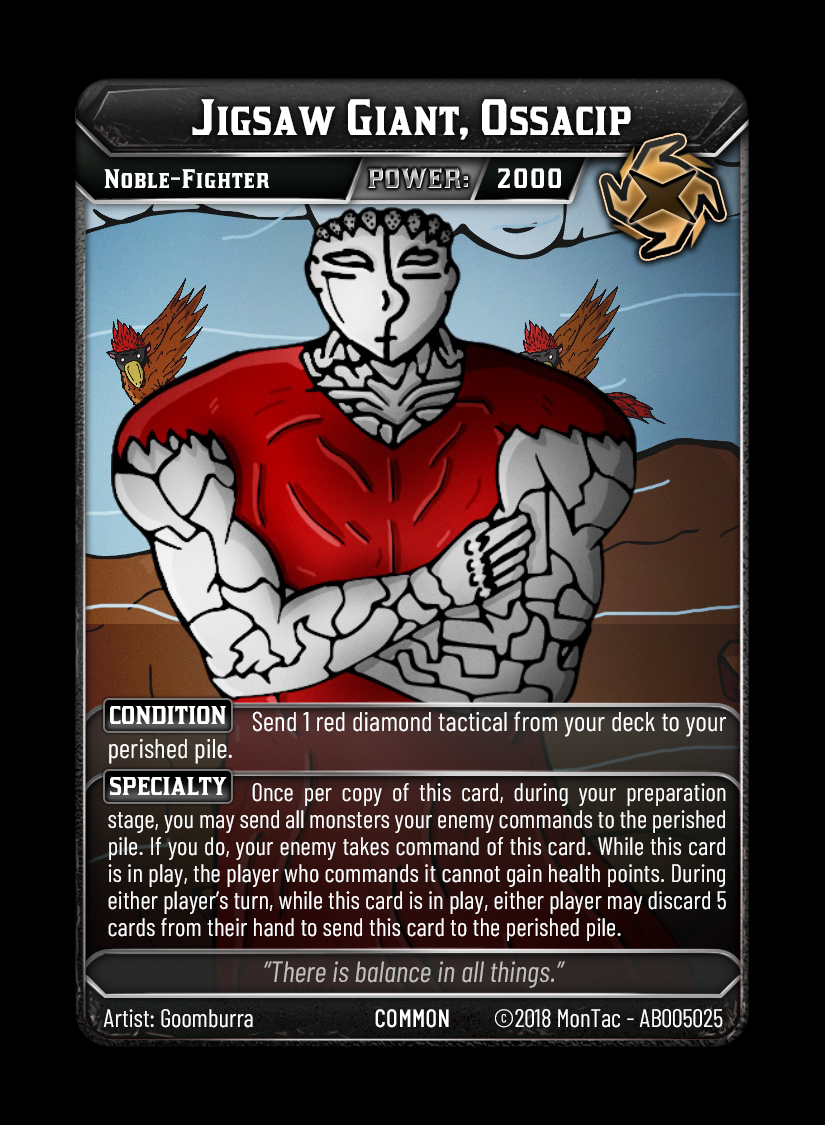 Jigsaw Giant, Ossacip
Noble-Fighter
POWER: 2000
CONDITION Send 1 red diamond tactical from your deck to your
perished pile.
SPECIALTY Once per copy of this card, during your preparation
stage, you may send all monsters your enemy commands to the perished
pile. If you do, your enemy takes command of this card. While this card
is in play, the player who commands it cannot gain health points. During
either player's turn, while this card is in play, either player may discard 5
cards from their hand to send this card to the perished pile.
"There is balance in all things."
Artist: Goomburra
COMMON
©2018 MonTac - AB005025